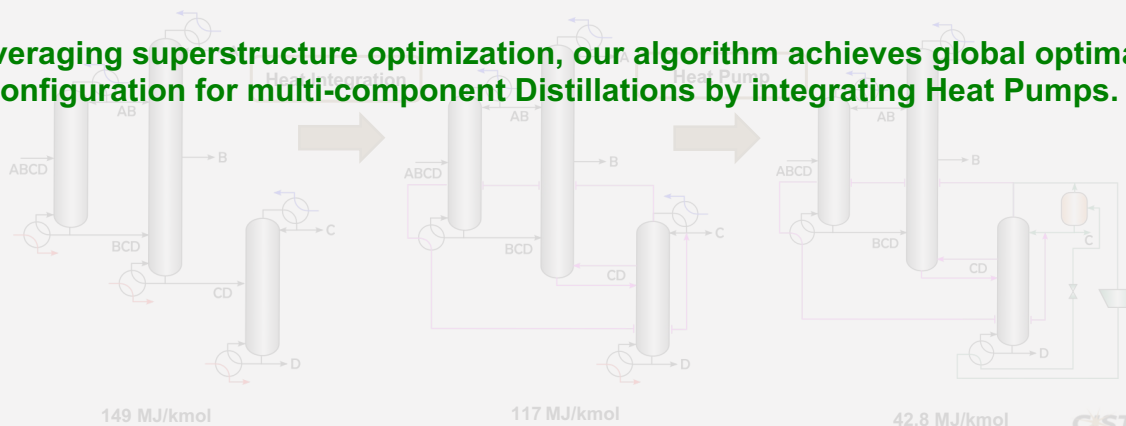 veraging superstructure optimization, our algorithm achieves global optima
onfiguration for multi-component Distillations by integrating Heat Pumps.
Heat Integration
Heat Pump
A
AB
AB
AB
B
B
B
ABCD
ABCD
ABCD
BCD
BCD
BCD
C
C
C
CD
CD
CD
D
D
D
149 MJ/kmol
117 MJ/kmol
42.8 MJ/kmol